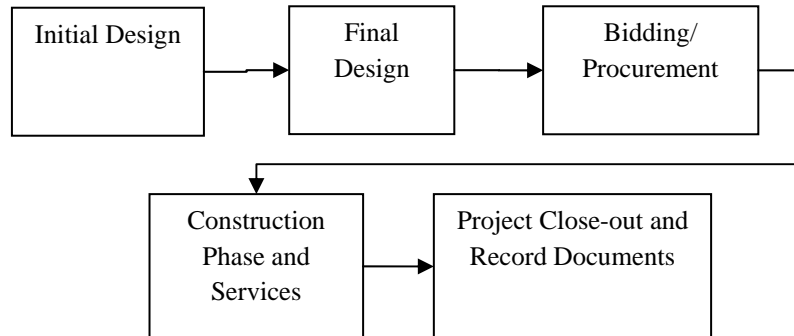 Initial Design
Final
Design
Bidding/
Procurement
Construction
Phase and
Services
Project Close-out and
Record Documents